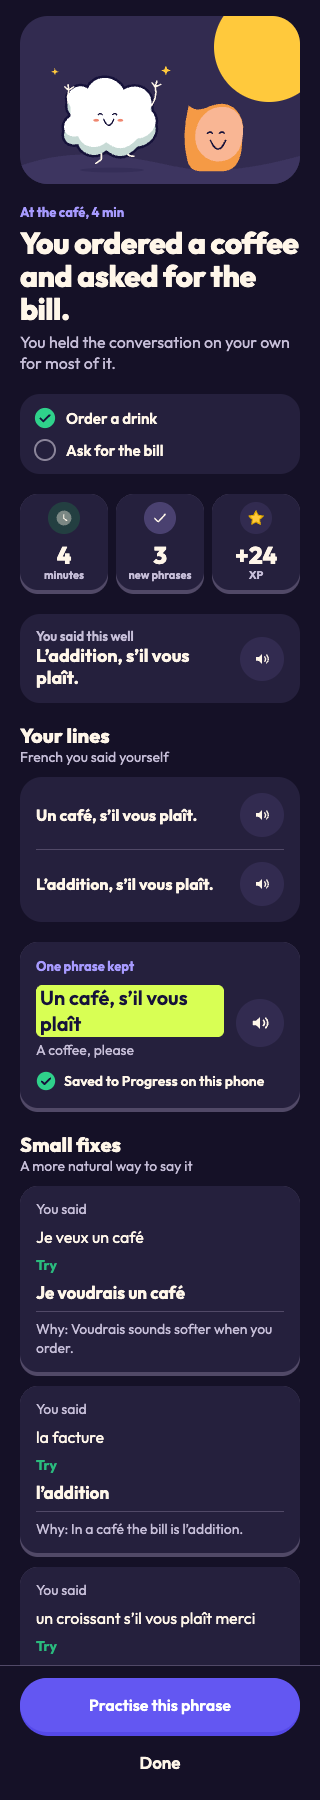 At the café, 4 min
You ordered a coffee
and asked for the
bill.
You held the conversation on your own
for most of it.
Order a drink
Ask for the bill
4
minutes
3
new phrases
+24
XP
You said this well
L’addition, s’il vous
plaît.
Your lines
French you said yourself
Un café, s’il vous plaît.
L’addition, s’il vous plaît.
One phrase kept
Un café, s’il vous
plaît
A coffee, please
Saved to Progress on this phone
Small fixes
A more natural way to say it
You said
Je veux un café
Try
Je voudrais un café
Why: Voudrais sounds softer when you
order.
You said
la facture
Try
l’addition
Why: In a café the bill is l’addition.
You said
un croissant s’il vous plaît merci
Try
Practise this phrase
Done